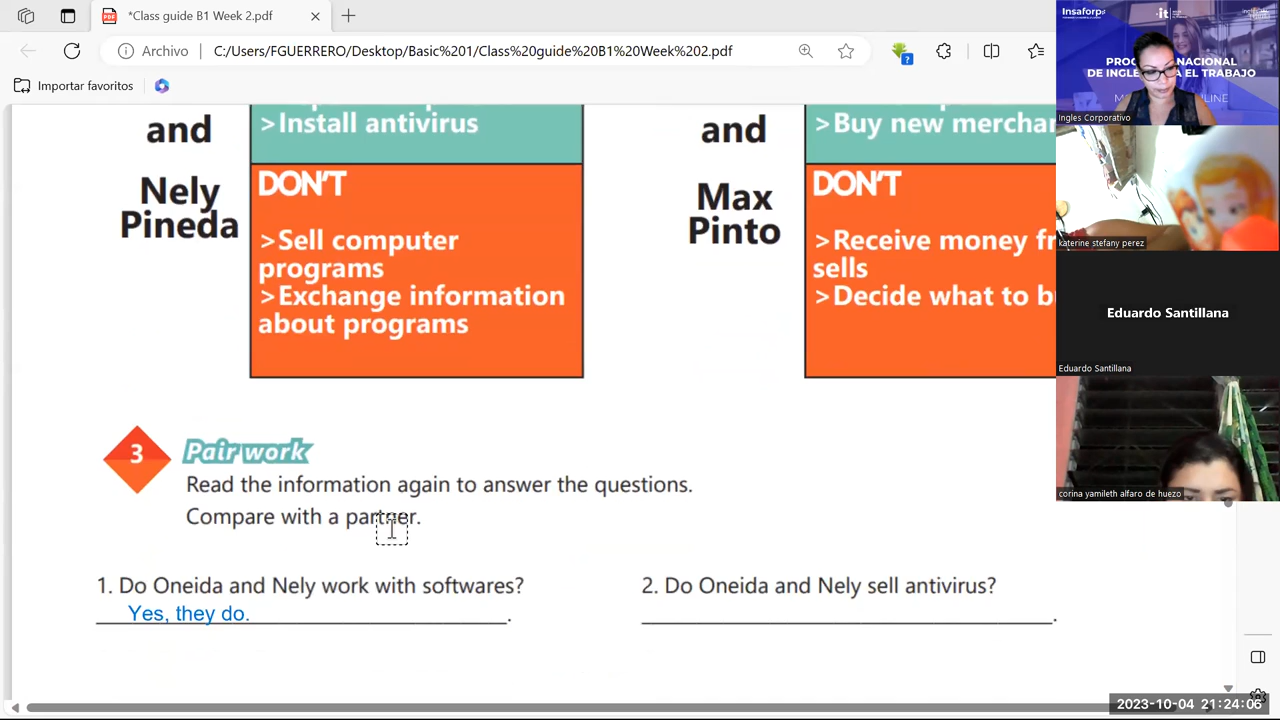 *Class guide B1 Week 2.pdf
Archivo
C:/Users/FGUERRERO/Desktop/Basic%201/Class%20guide%20B1%20Week%202.pdf
Importar favoritos
and
Nely
Pineda
>Install antivirus
DON'T
>Sell computer
programs
>Exchange information
about programs
and
Max
Pinto
>Buy new merchan
DON'T
>Receive money fr
sells
>Decide what to b
3
Pair work
Read the information again to answer the questions.
Compare with a partner.
1. Do Oneida and Nely work with softwares?
Yes, they do.
2. Do Oneida and Nely sell antivirus?
Insaforp
Ingles Corporativo
katerine stefany perez
Eduardo Santillana
Eduardo Santillana
corina yamileth alfaro de huezo
2023-10-04 21:24:06